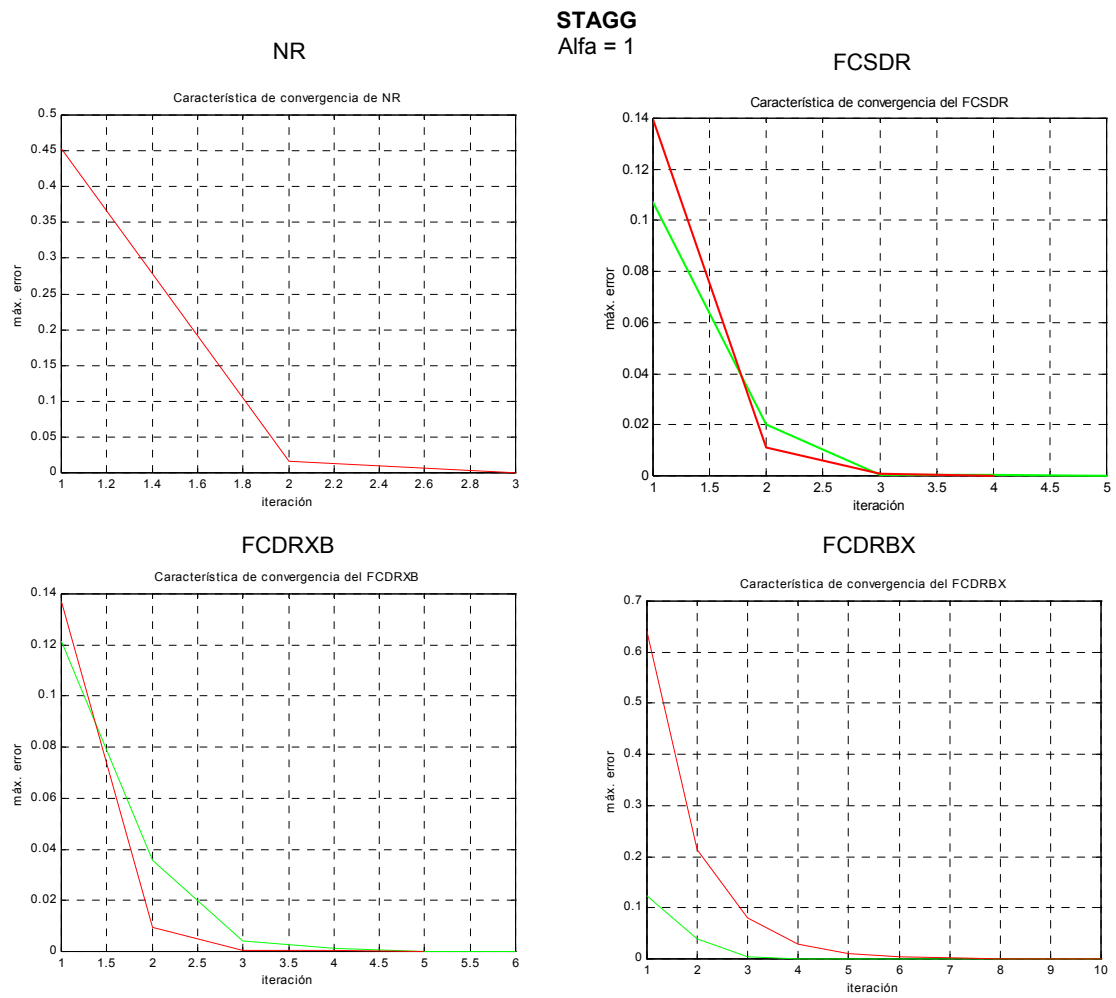 STAGG
Alfa = 1
NR
Característica de convergencia de NR
0.5
0.45
0.4
0.35
0.3
0.25
0.2
0.15
0.1
0.05
0
máx. error
1 1.2 1.4 1.6 1.8 2 2.2 2.4 2.6 2.8 3
iteración
FCSDR
Característica de convergencia del FCSDR
0.14
0.12
0.1
0.08
0.06
0.04
0.02
0
máx. error
1 1.5 2 2.5 3 3.5 4 4.5 5
iteración
FCDRXB
Característica de convergencia del FCDRXB
0.14
0.12
0.1
0.08
0.06
0.04
0.02
0
máx. error
1 1.5 2 2.5 3 3.5 4 4.5 5 5.5 6
iteración
FCDRBX
Característica de convergencia del FCDRBX
0.7
0.6
0.5
0.4
0.3
0.2
0.1
0
máx. error
1 2 3 4 5 6 7 8 9 10
iteración